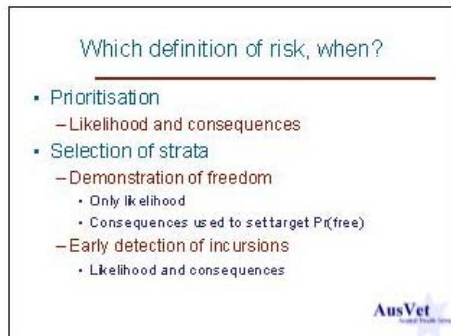 Which definition of risk, when?
• Prioritisation
–Likelihood and consequences
• Selection of strata
–Demonstration of freedom
• Only likelihood
• Consequences used to set target Pr(free)
–Early detection of incursions
• Likelihood and consequences
AusVet